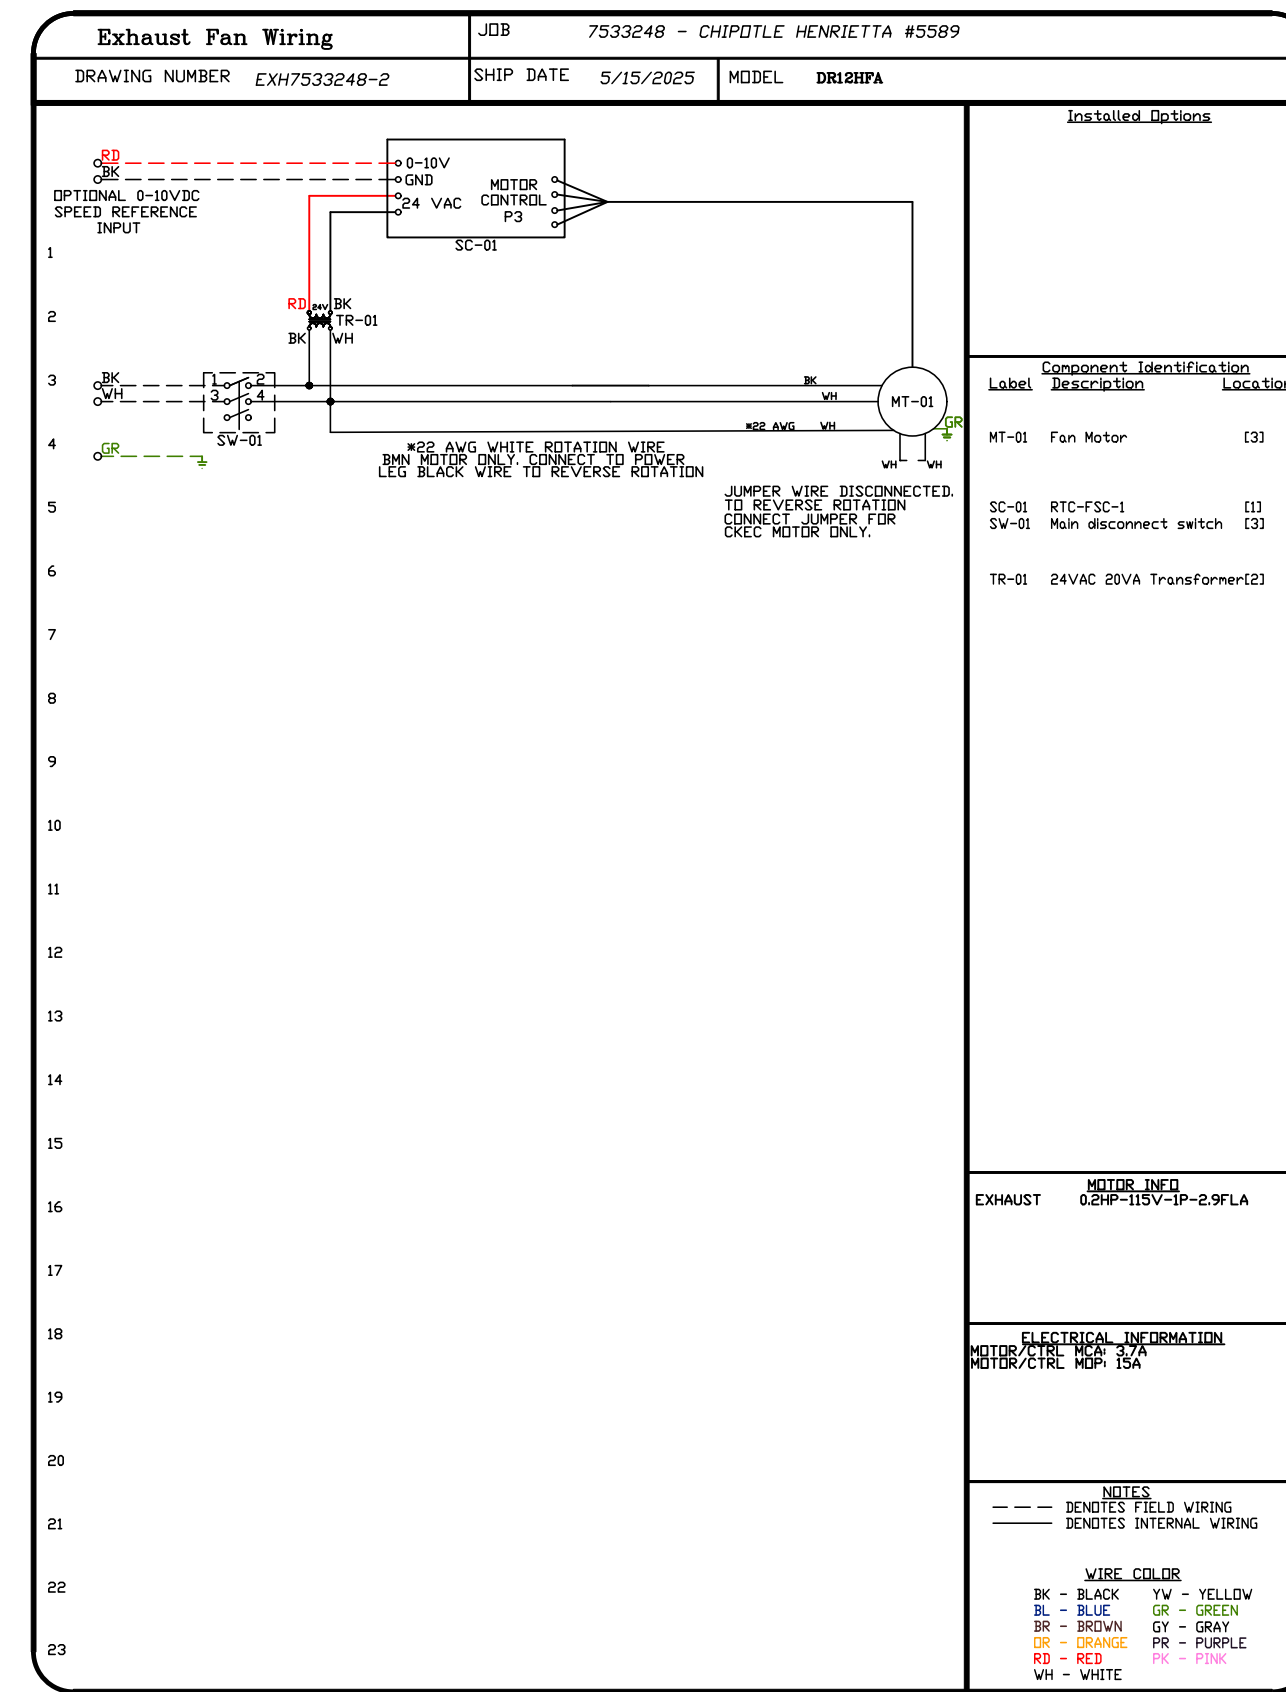 Exhaust Fan Wiring
JOB 7533248 - CHIPOTLE HENRIETTA #5589
DRAWING NUMBER EXH7533248-2
SHIP DATE 5/15/2025
MODEL DR12HFA
RD
BK
OPTIONAL 0-10VDC
SPEED REFERENCE
INPUT
0-10V
GND
24 VAC
MOTOR
CONTROL
P3
SC-01
RD 24V BK
TR-01
BK WH
BK
WH
1 2
3 4
SW-01
GR
BK
WH
*22 AWG WH
MT-01
GR
WH WH
*22 AWG WHITE ROTATION WIRE
BMN MOTOR ONLY. CONNECT TO POWER
LEG BLACK WIRE TO REVERSE ROTATION
JUMPER WIRE DISCONNECTED.
TO REVERSE ROTATION
CONNECT JUMPER FOR
CKEC MOTOR ONLY.
1
2
3
4
5
6
7
8
9
10
11
12
13
14
15
16
17
18
19
20
21
22
23
Installed Options
Component Identification
Label Description Location
MT-01 Fan Motor [3]
SC-01 RTC-FSC-1 [1]
SW-01 Main disconnect switch [3]
TR-01 24VAC 20VA Transformer[2]
MOTOR INFO
EXHAUST 0.2HP-115V-1P-2.9FLA
ELECTRICAL INFORMATION
MOTOR/CTRL MCA: 3.7A
MOTOR/CTRL MOP: 15A
NOTES
— — — DENOTES FIELD WIRING
——— DENOTES INTERNAL WIRING
WIRE COLOR
BK - BLACK YW - YELLOW
BL - BLUE GR - GREEN
BR - BROWN GY - GRAY
OR - ORANGE PR - PURPLE
RD - RED PK - PINK
WH - WHITE